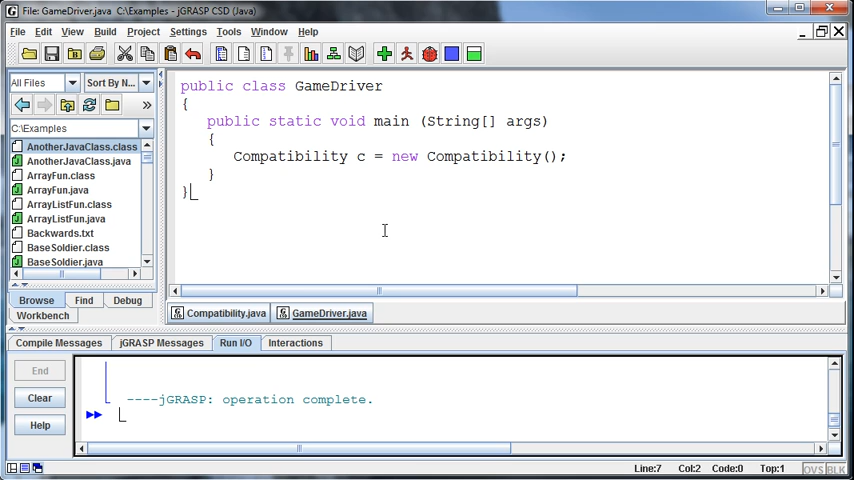 File: GameDriver.java C:\Examples - jGRASP CSD (Java)
File Edit View Build Project Settings Tools Window Help
All Files Sort By N...
C:\Examples
AnotherJavaClass.class
AnotherJavaClass.java
ArrayFun.class
ArrayFun.java
ArrayListFun.class
ArrayListFun.java
Backwards.txt
BaseSoldier.class
BaseSoldier.java
Browse Find Debug
Workbench
public class GameDriver
{
public static void main (String[] args)
{
Compatibility c = new Compatibility();
}
}
Compatibility.java GameDriver.java
Compile Messages jGRASP Messages Run I/O Interactions
End
Clear
Help
----jGRASP: operation complete.
Line:7 Col:2 Code:0 Top:1 OVS BLK